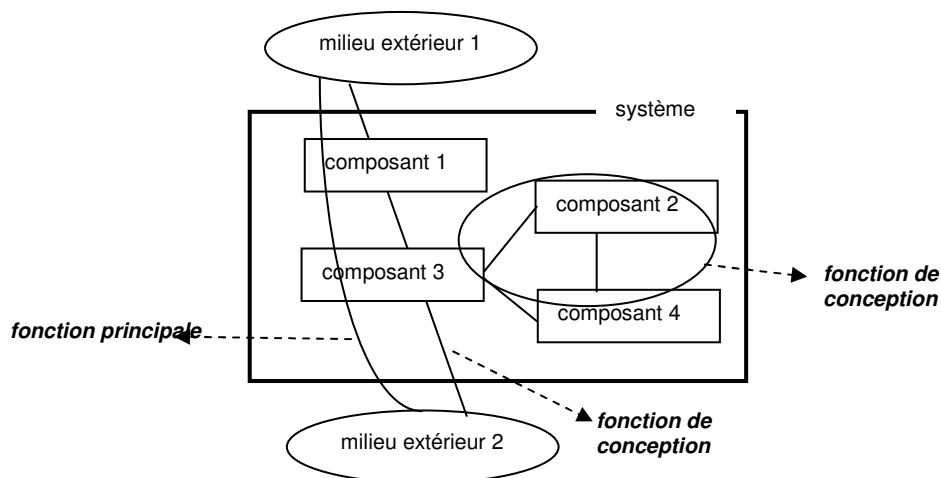 milieu extérieur 1
système
composant 1
composant 2
composant 3
fonction de
conception
composant 4
fonction principale
fonction de
conception
milieu extérieur 2